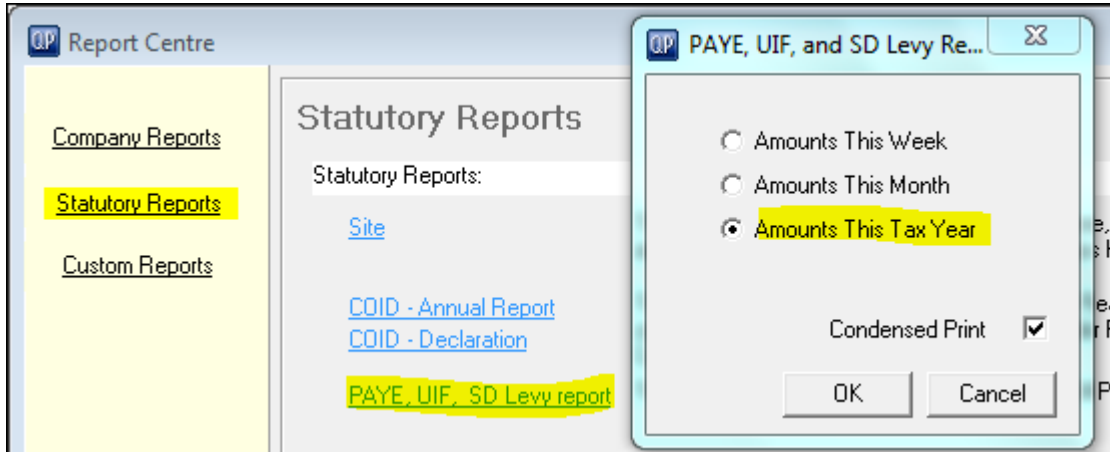 QP Report Centre
Company Reports
Statutory Reports
Custom Reports
Statutory Reports
Statutory Reports:
Site
COID - Annual Report
COID - Declaration
PAYE, UIF, SD Levy report
QP PAYE, UIF, and SD Levy Re...
Amounts This Week
Amounts This Month
Amounts This Tax Year
Condensed Print
OK Cancel